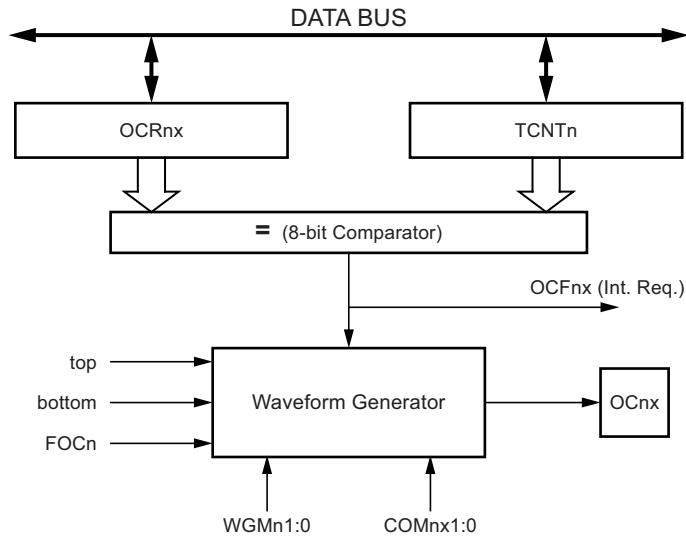 DATA BUS
OCRnx
TCNTn
= (8-bit Comparator)
OCFnx (Int. Req.)
top
bottom
FOCn
Waveform Generator
OCnx
WGMn1:0
COMnx1:0